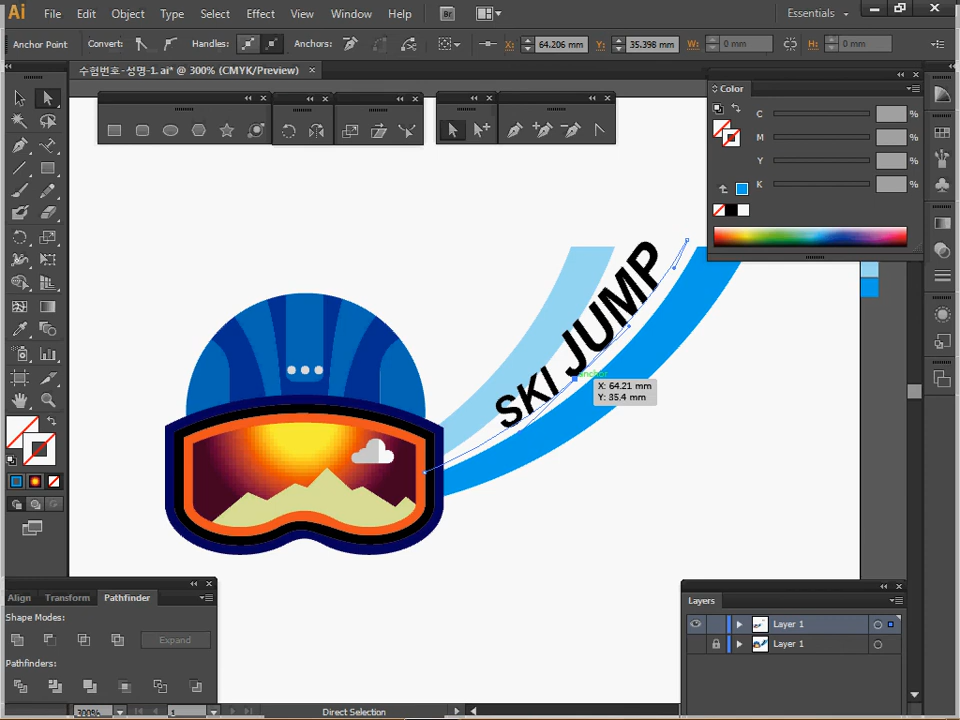 Ai File Edit Object Type Select Effect View Window Help Br Essentials
Anchor Point Convert: Handles: Anchors: X: 64.206 mm Y: 35.398 mm W: 0 mm H: 0 mm
수험번호-성명-1.ai* @ 300% (CMYK/Preview)
Color
C %
M %
Y %
K %
SKI JUMP
anchor
X: 64.21 mm
Y: 35.4 mm
Align Transform Pathfinder
Shape Modes:
Expand
Pathfinders:
Layers
Layer 1
Layer 1
300% 1 Direct Selection